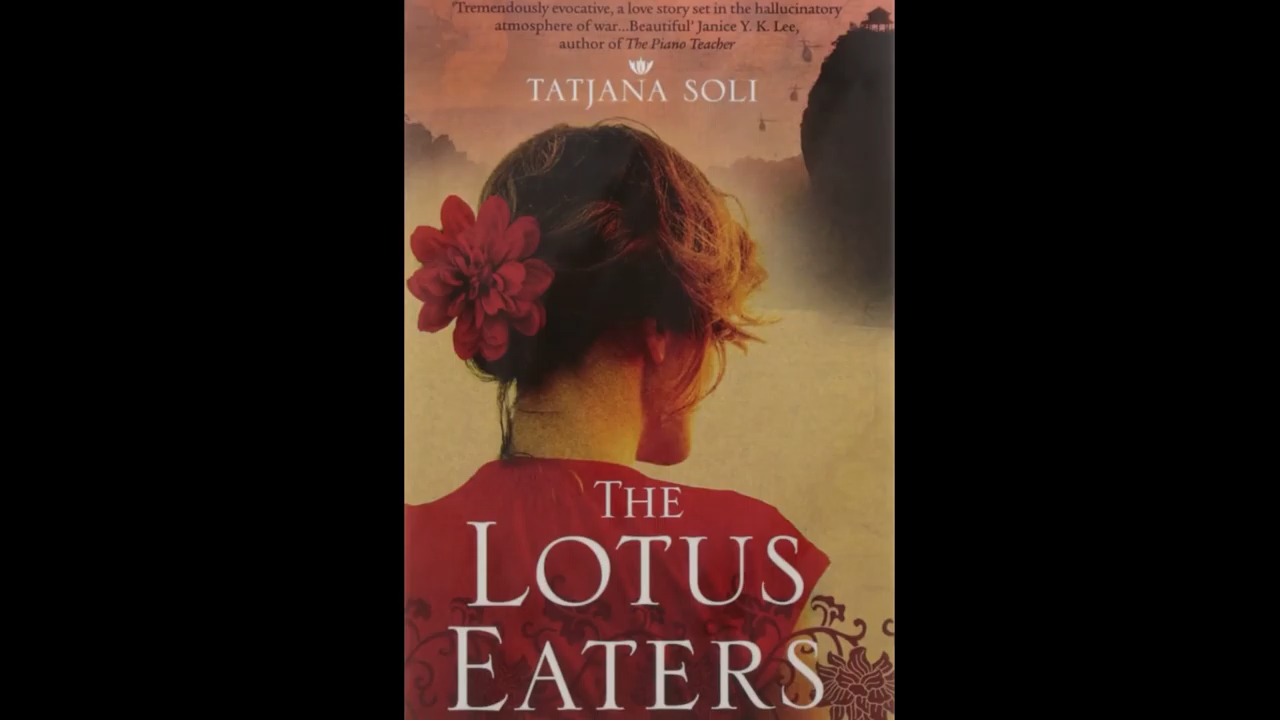 'Tremendously evocative, a love story set in the hallucinatory
atmosphere of war...Beautiful' Janice Y. K. Lee,
author of The Piano Teacher
TATJANA SOLI
THE
LOTUS
EATERS